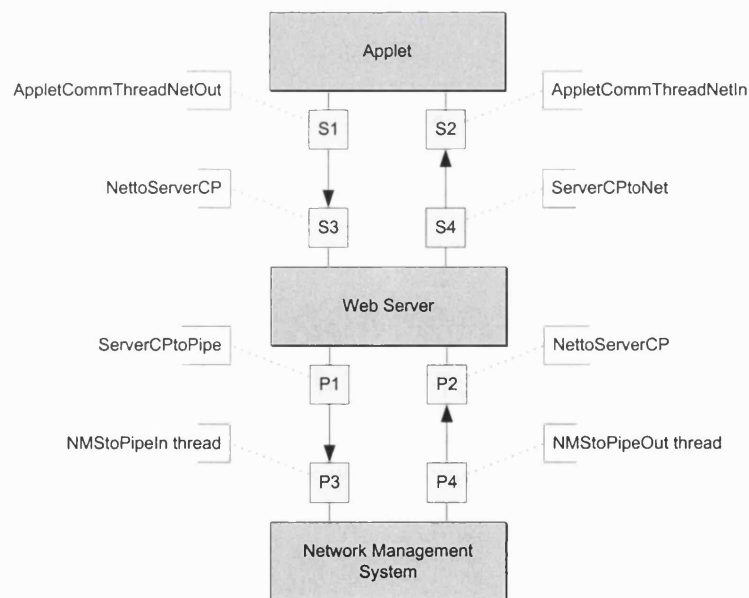 Applet
AppletCommThreadNetOut
AppletCommThreadNetIn
S1
S2
NettoServerCP
ServerCPtoNet
S3
S4
Web Server
ServerCPtoPipe
NettoServerCP
P1
P2
NMStoPipeIn thread
NMStoPipeOut thread
P3
P4
Network Management
System